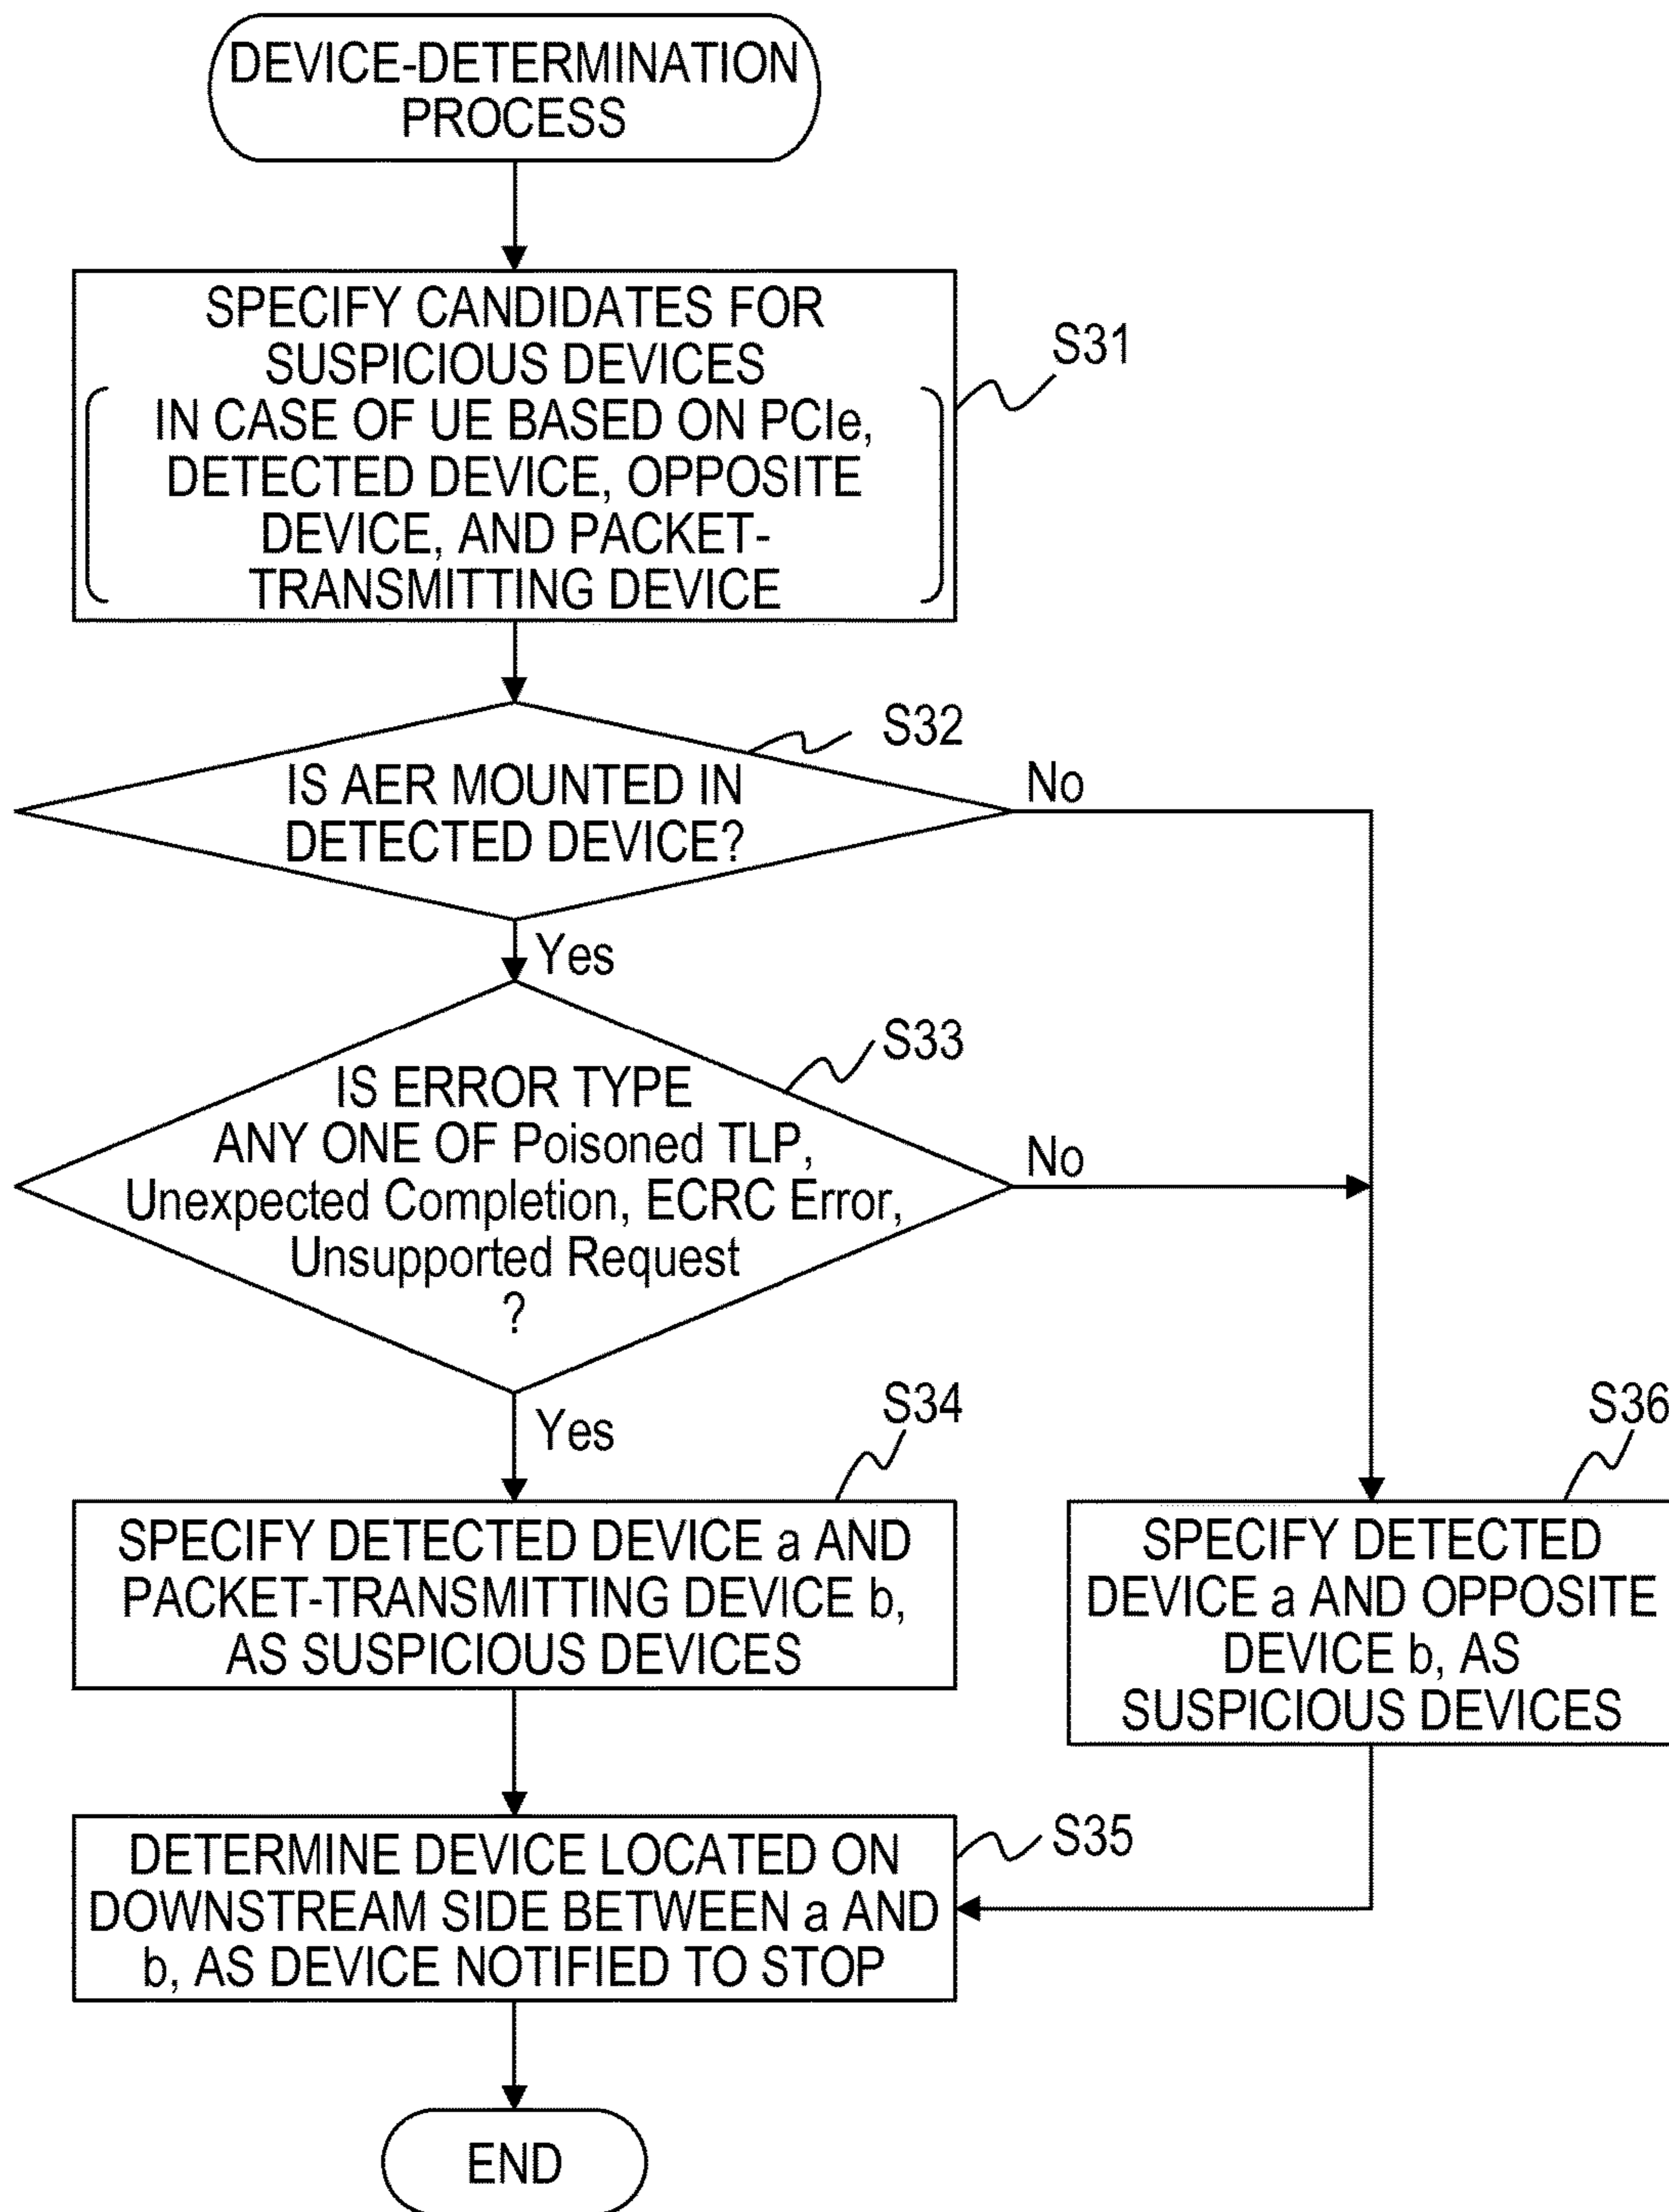 DEVICE-DETERMINATION
PROCESS
SPECIFY CANDIDATES FOR
SUSPICIOUS DEVICES
IN CASE OF UE BASED ON PCIe,
DETECTED DEVICE, OPPOSITE
DEVICE, AND PACKET-
TRANSMITTING DEVICE
S31
IS AER MOUNTED IN
DETECTED DEVICE?
S32
No
Yes
IS ERROR TYPE
ANY ONE OF Poisoned TLP,
Unexpected Completion, ECRC Error,
Unsupported Request
?
S33
No
Yes
SPECIFY DETECTED DEVICE a AND
PACKET-TRANSMITTING DEVICE b,
AS SUSPICIOUS DEVICES
S34
SPECIFY DETECTED
DEVICE a AND OPPOSITE
DEVICE b, AS
SUSPICIOUS DEVICES
S36
DETERMINE DEVICE LOCATED ON
DOWNSTREAM SIDE BETWEEN a AND
b, AS DEVICE NOTIFIED TO STOP
S35
END